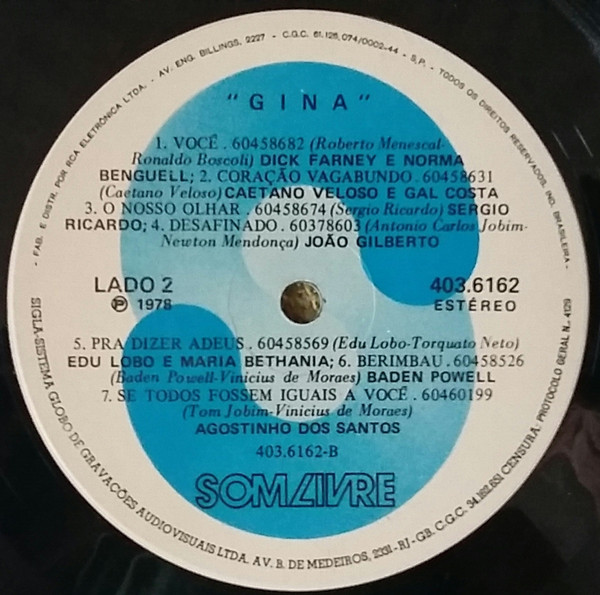 - FAB. E DISTR. POR RCA ELETRÔNICA LTDA. - AV. ENG. BILLINGS, 2227 - C.G.C. 61.126.074/0002-44 - S.P. - TODOS OS DIREITOS RESERVADOS. IND. BRASILEIRA -
"GINA"
1. VOCÊ . 60458682 (Roberto Menescal-
Ronaldo Boscoli) DICK FARNEY E NORMA
BENGUELL; 2. CORAÇÃO VAGABUNDO . 60458631
(Caetano Veloso) CAETANO VELOSO E GAL COSTA
3. O NOSSO OLHAR . 60458674 (Sergio Ricardo) SERGIO
RICARDO; 4. DESAFINADO . 60378603 (Antonio Carlos Jobim-
Newton Mendonça) JOÃO GILBERTO
LADO 2 403.6162
Ⓟ 1978 ESTÉREO
5. PRA DIZER ADEUS . 60458569 (Edu Lobo-Torquato Neto)
EDU LOBO E MARIA BETHANIA; 6. BERIMBAU . 60458526
(Baden Powell-Vinicius de Moraes) BADEN POWELL
7. SE TODOS FOSSEM IGUAIS A VOCÊ . 60460199
(Tom Jobim-Vinicius de Moraes)
AGOSTINHO DOS SANTOS
403.6162-B
SOM LIVRE
SIGLA-SISTEMA GLOBO DE GRAVAÇÕES AUDIOVISUAIS LTDA. AV. B. DE MEDEIROS, 2331-RJ-GB. C.G.C. 34.162.651 CENSURA: PROTOCOLO GERAL N.º 4129